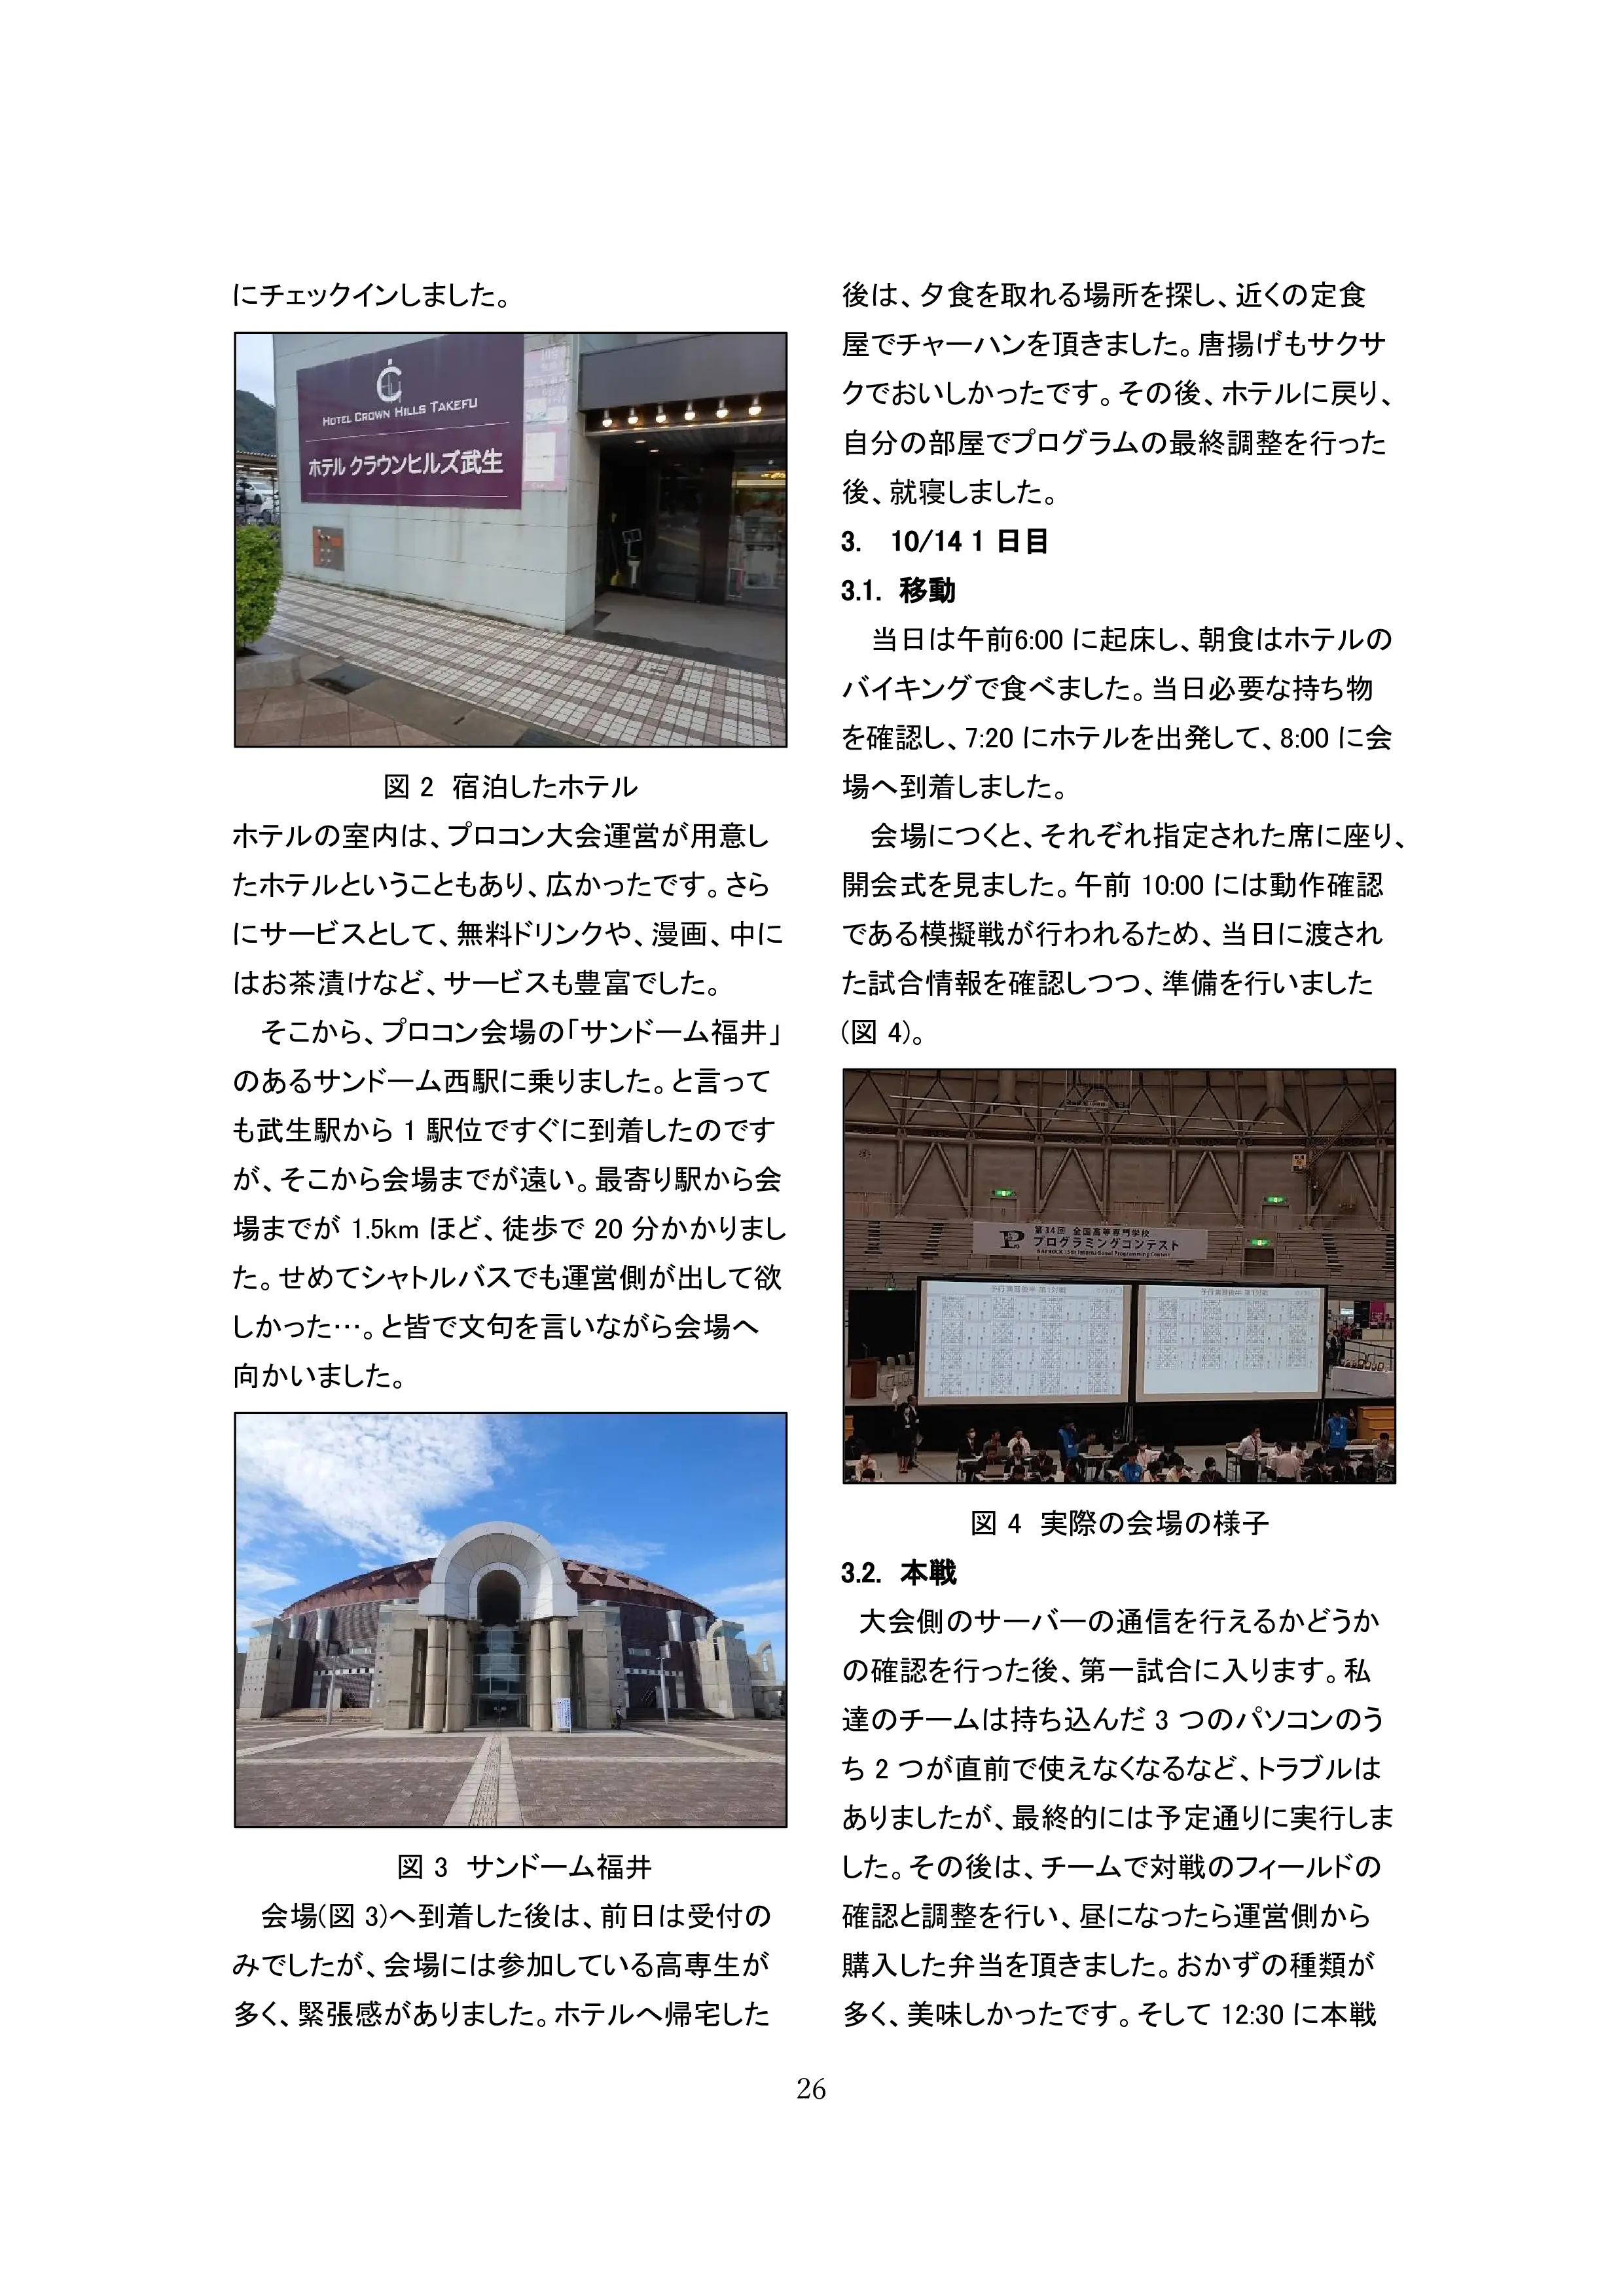 にチェックインしました。
HOTEL CROWN HILLS TAKEFU
ホテル クラウンヒルズ武生
図 2 宿泊したホテル
ホテルの室内は、プロコン大会運営が用意し
たホテルということもあり、広かったです。さら
にサービスとして、無料ドリンクや、漫画、中に
はお茶漬けなど、サービスも豊富でした。
そこから、プロコン会場の「サンドーム福井」
のあるサンドーム西駅に乗りました。と言って
も武生駅から 1 駅位ですぐに到着したのです
が、そこから会場までが遠い。最寄り駅から会
場までが 1.5km ほど、徒歩で 20 分かかりまし
た。せめてシャトルバスでも運営側が出して欲
しかった…。と皆で文句を言いながら会場へ
向かいました。
図 3 サンドーム福井
会場(図 3)へ到着した後は、前日は受付の
みでしたが、会場には参加している高専生が
多く、緊張感がありました。ホテルへ帰宅した
後は、夕食を取れる場所を探し、近くの定食
屋でチャーハンを頂きました。唐揚げもサクサ
クでおいしかったです。その後、ホテルに戻り、
自分の部屋でプログラムの最終調整を行った
後、就寝しました。
3. 10/14 1 日目
3.1. 移動
当日は午前6:00 に起床し、朝食はホテルの
バイキングで食べました。当日必要な持ち物
を確認し、7:20 にホテルを出発して、8:00 に会
場へ到着しました。
会場につくと、それぞれ指定された席に座り、
開会式を見ました。午前 10:00 には動作確認
である模擬戦が行われるため、当日に渡され
た試合情報を確認しつつ、準備を行いました
(図 4)。
第34回 全国高等専門学校
プログラミングコンテスト
図 4 実際の会場の様子
3.2. 本戦
大会側のサーバーの通信を行えるかどうか
の確認を行った後、第一試合に入ります。私
達のチームは持ち込んだ 3 つのパソコンのう
ち 2 つが直前で使えなくなるなど、トラブルは
ありましたが、最終的には予定通りに実行しま
した。その後は、チームで対戦のフィールドの
確認と調整を行い、昼になったら運営側から
購入した弁当を頂きました。おかずの種類が
多く、美味しかったです。そして 12:30 に本戦
26